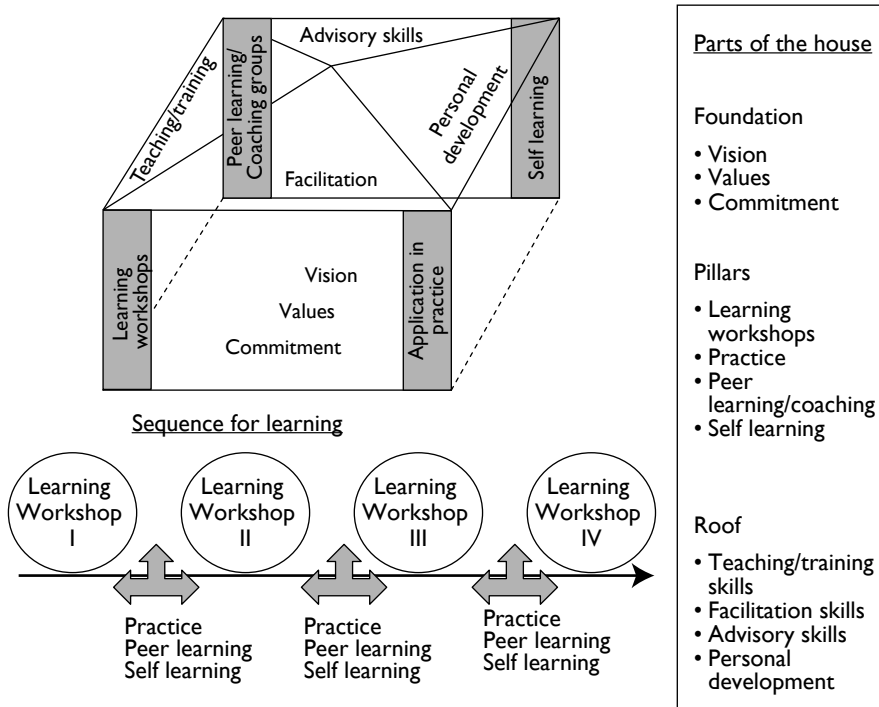 Advisory skills
Teaching/training
Peer learning/
Coaching groups
Personal
development
Self learning
Facilitation
Learning
workshops
Vision
Values
Commitment
Application in
practice
Sequence for learning
Learning
Workshop
I
Learning
Workshop
II
Learning
Workshop
III
Learning
Workshop
IV
Practice
Peer learning
Self learning
Practice
Peer learning
Self learning
Practice
Peer learning
Self learning
Parts of the house
Foundation
• Vision
• Values
• Commitment
Pillars
• Learning
workshops
• Practice
• Peer
learning/coaching
• Self learning
Roof
• Teaching/training
skills
• Facilitation skills
• Advisory skills
• Personal
development